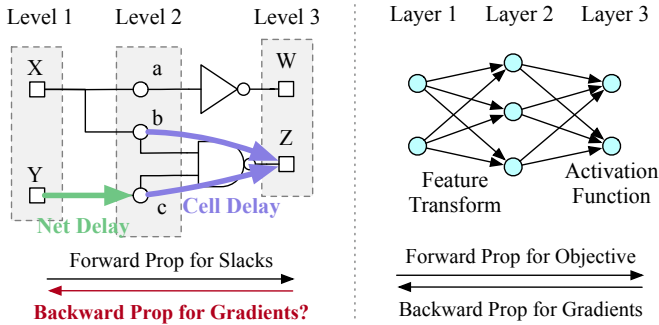 Level 1
Level 2
Level 3
X
a
W
b
Z
Y
c
Cell Delay
Net Delay
Forward Prop for Slacks
Backward Prop for Gradients?
Layer 1
Layer 2
Layer 3
Feature
Transform
Activation
Function
Forward Prop for Objective
Backward Prop for Gradients